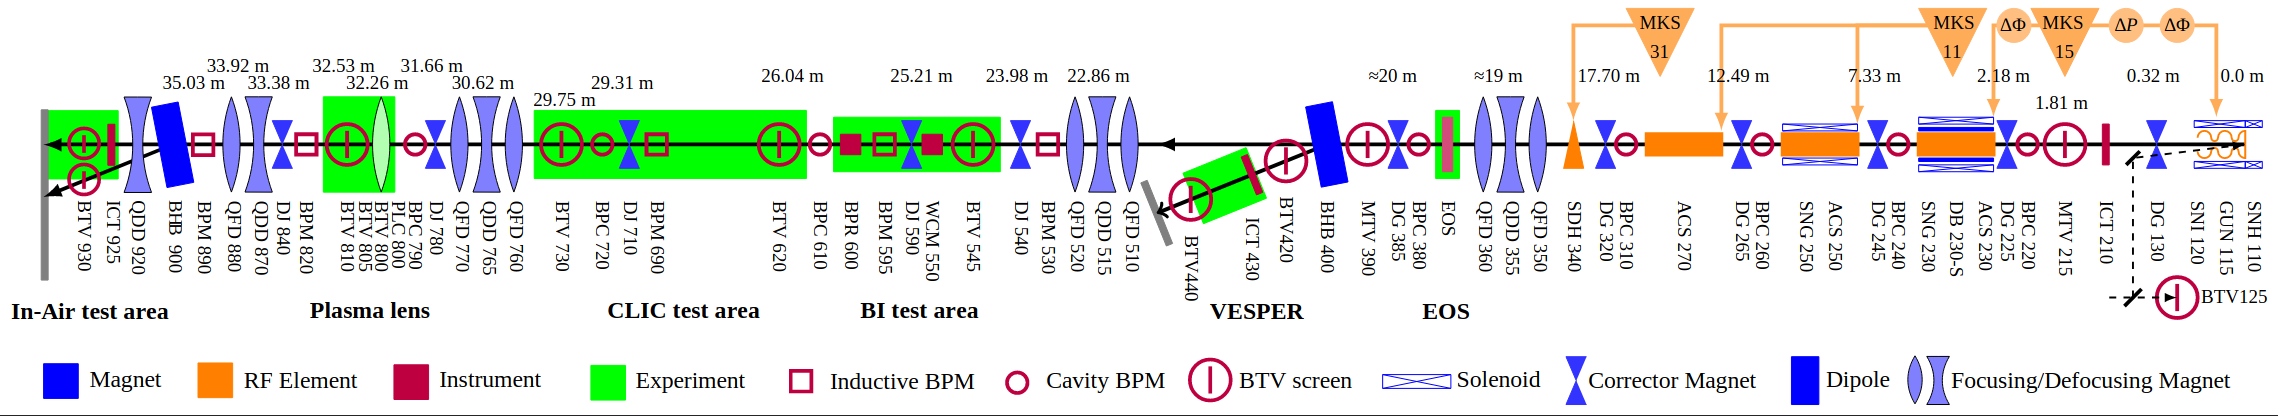 MKS
31
MKS
11
ΔΦ
MKS
15
ΔP
ΔΦ
35.03 m
33.92 m
33.38 m
32.53 m
32.26 m
31.66 m
30.62 m
29.75 m
29.31 m
26.04 m
25.21 m
23.98 m
22.86 m
≈20 m
≈19 m
17.70 m
12.49 m
7.33 m
2.18 m
1.81 m
0.32 m
0.0 m
BTV 930
ICT 925
QDD 920
BHB 900
BPM 890
QFD 880
QDD 870
DJ 840
BPM 820
BTV 810
BTV 805
BTV 800
PLC 800
BPC 790
DJ 780
QFD 770
QDD 765
QFD 760
BTV 730
BPC 720
DJ 710
BPM 690
BTV 620
BPC 610
BPR 600
BPM 595
DJ 590
WCM 550
BTV 545
DJ 540
BPM 530
QFD 520
QDD 515
QFD 510
BTV440
ICT 430
BTV420
BHB 400
MTV 390
DG 385
BPC 380
EOS
QFD 360
QDD 355
QFD 350
SDH 340
DG 320
BPC 310
ACS 270
DG 265
BPC 260
SNG 250
ACS 250
DG 245
BPC 240
SNG 230
DB 230-S
ACS 230
DG 225
BPC 220
MTV 215
ICT 210
DG 130
SNI 120
GUN 115
SNH 110
BTV125
In-Air test area
Plasma lens
CLIC test area
BI test area
VESPER
EOS
Magnet
RF Element
Instrument
Experiment
Inductive BPM
Cavity BPM
BTV screen
Solenoid
Corrector Magnet
Dipole
Focusing/Defocusing Magnet